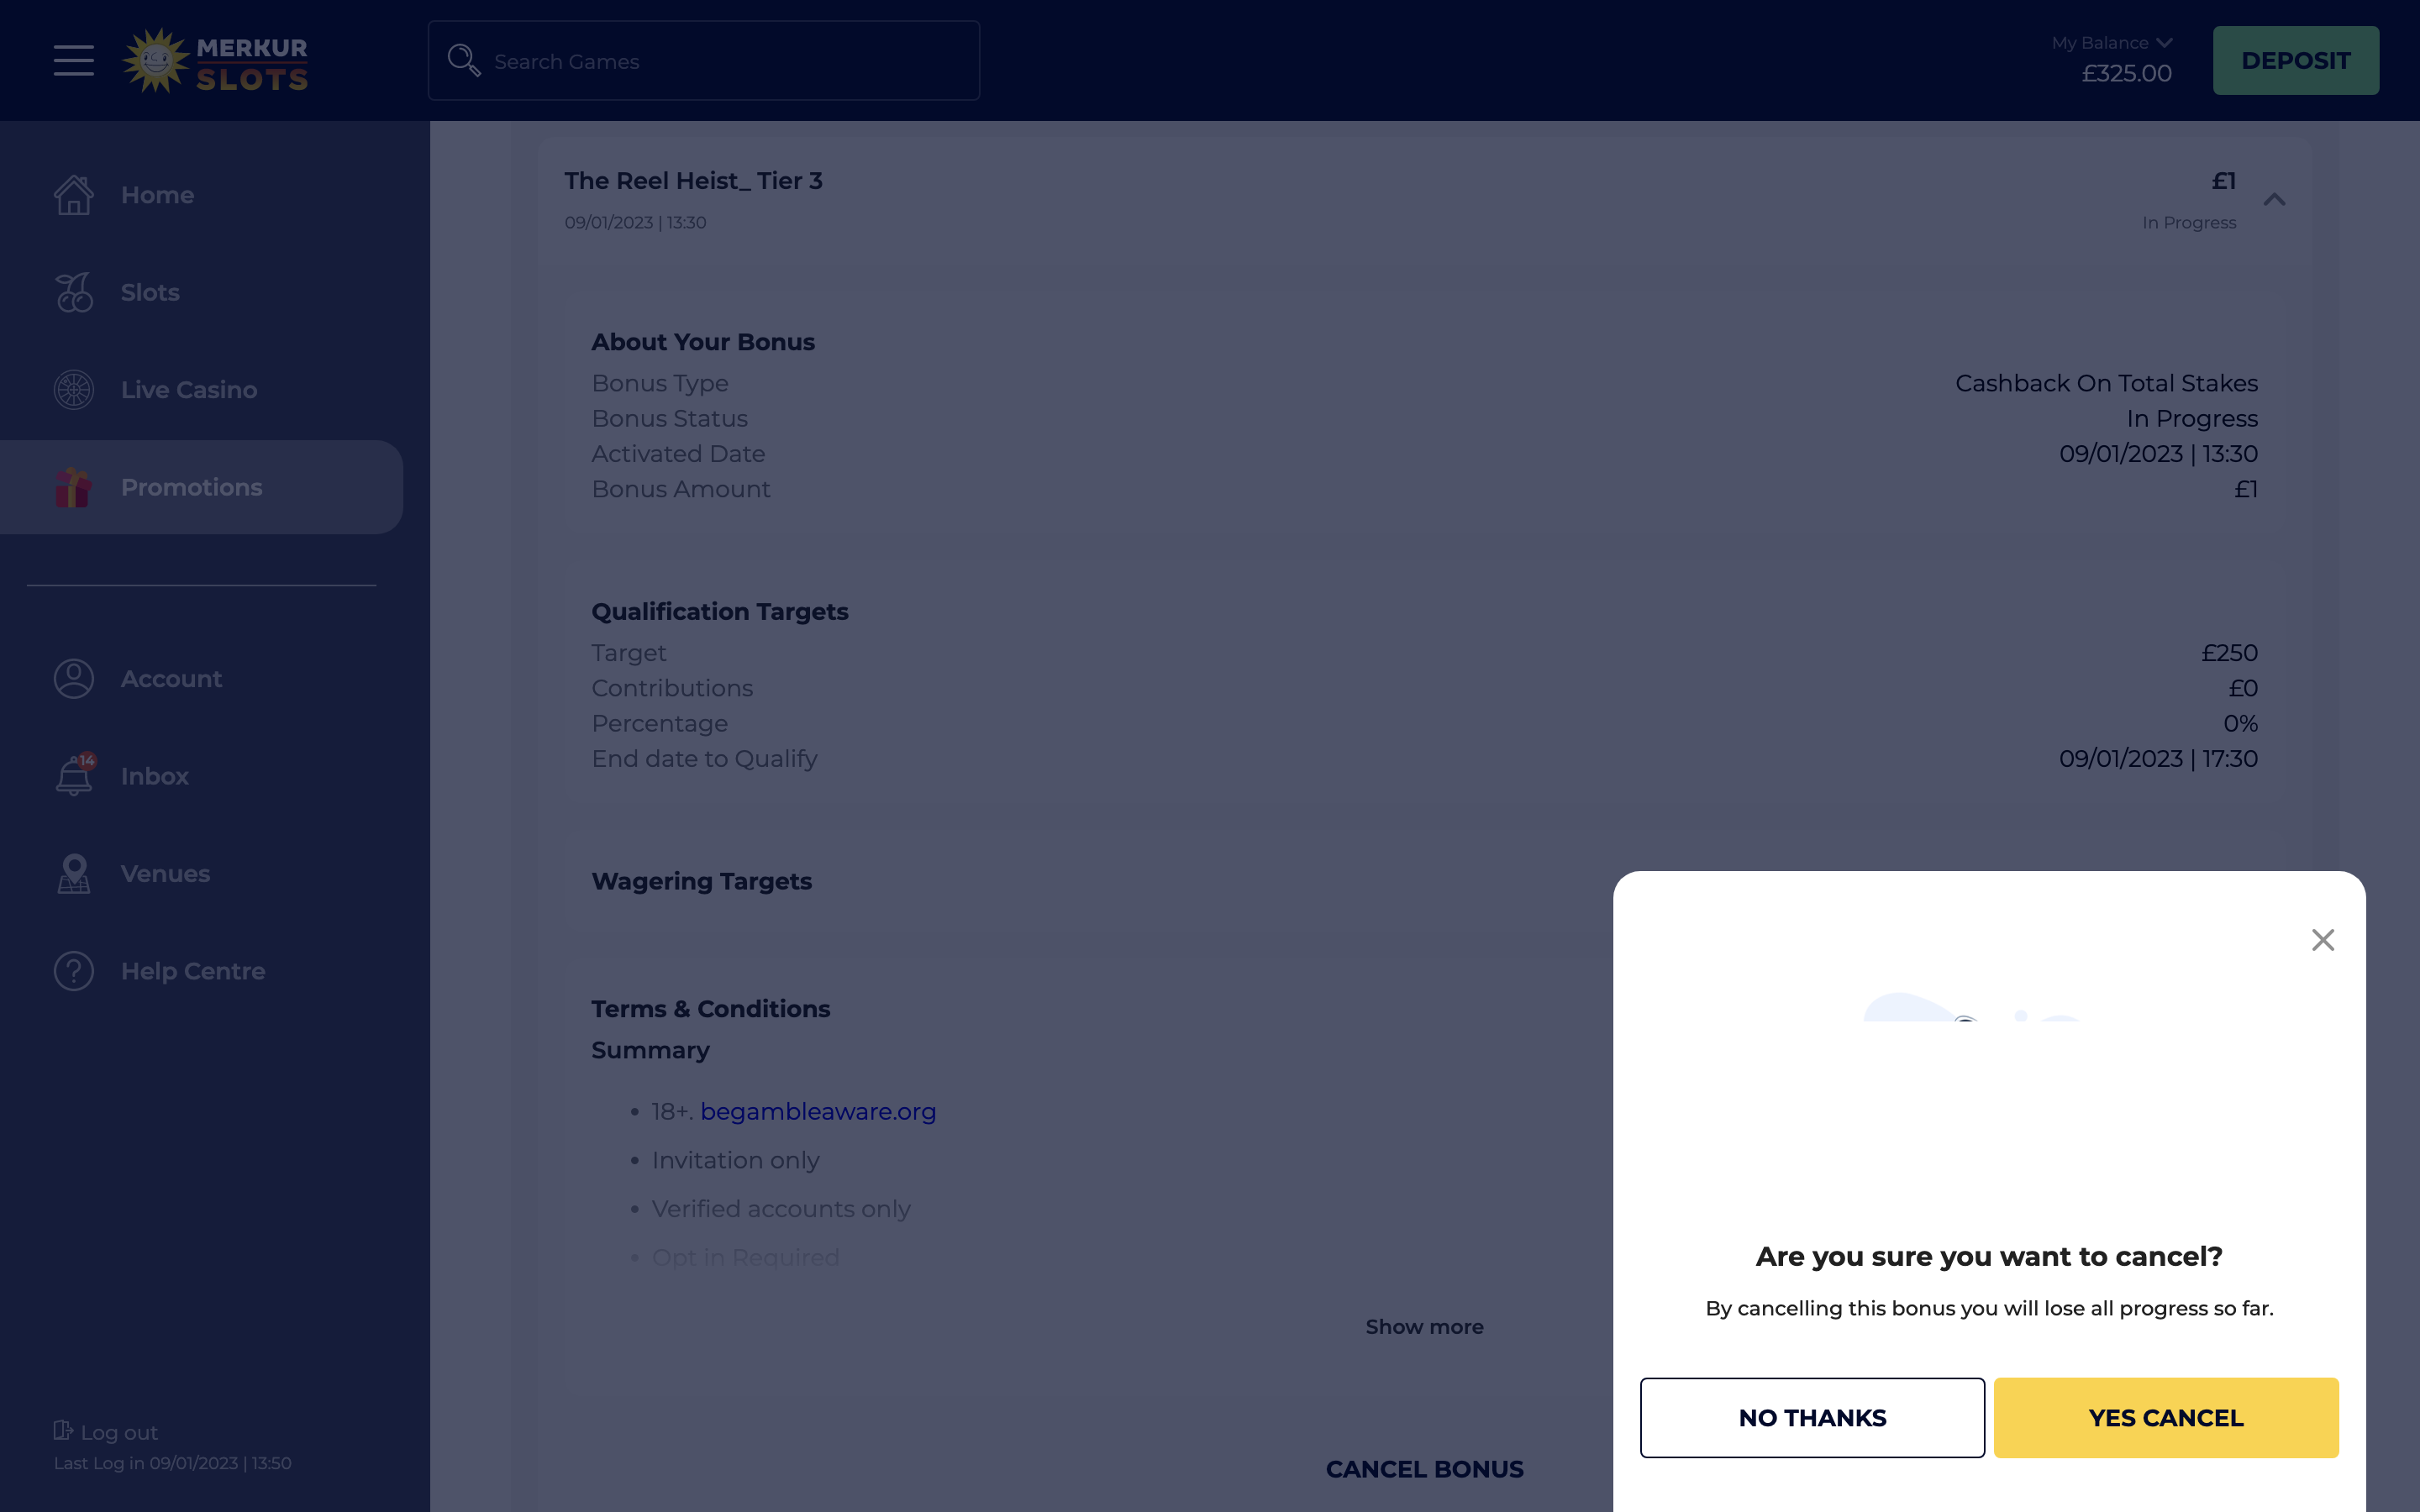 MERKUR
SLOTS
Search Games
My Balance
£325.00
DEPOSIT
Home
Slots
Live Casino
Promotions
Account
14
Inbox
Venues
Help Centre
Log out
Last Log in 09/01/2023 | 13:50
The Reel Heist_ Tier 3
£1
09/01/2023 | 13:30
In Progress
About Your Bonus
Bonus Type
Cashback On Total Stakes
Bonus Status
In Progress
Activated Date
09/01/2023 | 13:30
Bonus Amount
£1
Qualification Targets
Target
£250
Contributions
£0
Percentage
0%
End date to Qualify
09/01/2023 | 17:30
Wagering Targets
Terms & Conditions
Summary
18+. begambleaware.org
Invitation only
Verified accounts only
Opt in Required
Show more
CANCEL BONUS
Are you sure you want to cancel?
By cancelling this bonus you will lose all progress so far.
NO THANKS
YES CANCEL